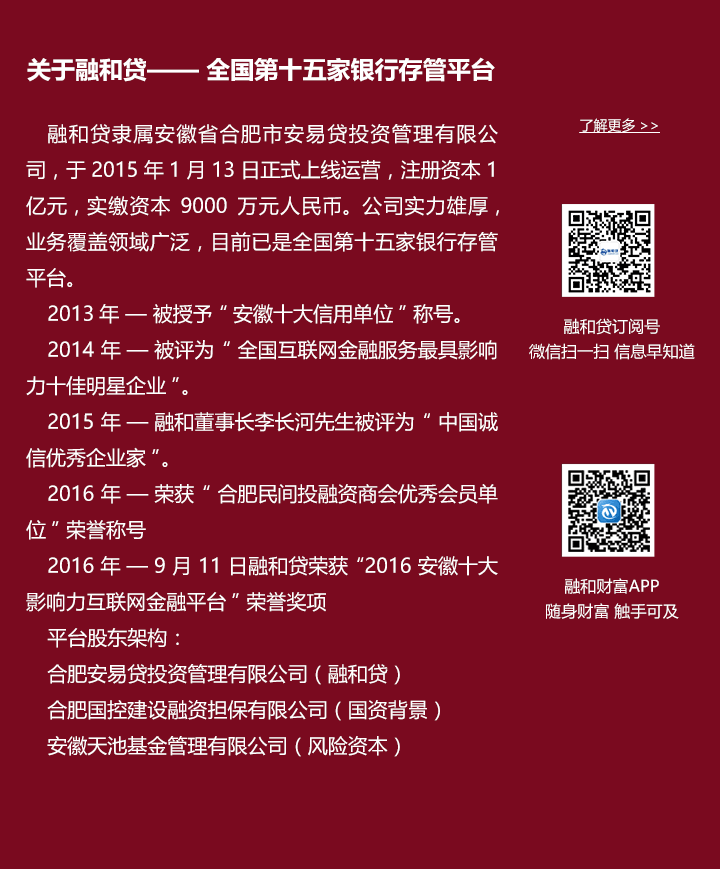 关于融和贷—— 全国第十五家银行存管平台
融和贷隶属安徽省合肥市安易贷投资管理有限公
司，于 2015 年 1 月 13 日正式上线运营，注册资本 1
亿元，实缴资本 9000 万元人民币。公司实力雄厚，
业务覆盖领域广泛，目前已是全国第十五家银行存管
平台。
2013 年 — 被授予 “ 安徽十大信用单位 ” 称号。
2014 年 — 被评为 “ 全国互联网金融服务最具影响
力十佳明星企业 ”。
2015 年 — 融和董事长李长河先生被评为 “ 中国诚
信优秀企业家 ”。
2016 年 — 荣获 “ 合肥民间投融资商会优秀会员单
位 ” 荣誉称号
2016 年 — 9 月 11 日融和贷荣获 “2016 安徽十大
影响力互联网金融平台 ” 荣誉奖项
平台股东架构：
合肥安易贷投资管理有限公司（融和贷）
合肥国控建设融资担保有限公司（国资背景）
安徽天池基金管理有限公司（风险资本）
了解更多 >>
融和贷订阅号
微信扫一扫 信息早知道
融和财富APP
随身财富 触手可及